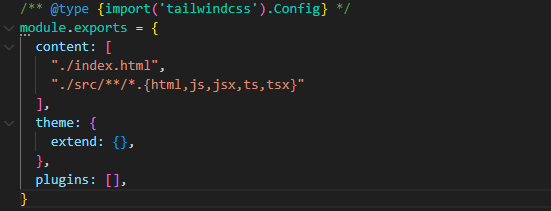 /** @type {import('tailwindcss').Config} */
module.exports = {
  content: [
    "./index.html",
    "./src/**/*.{html,js,jsx,ts,tsx}"
  ],
  theme: {
    extend: {},
  },
  plugins: [],
}